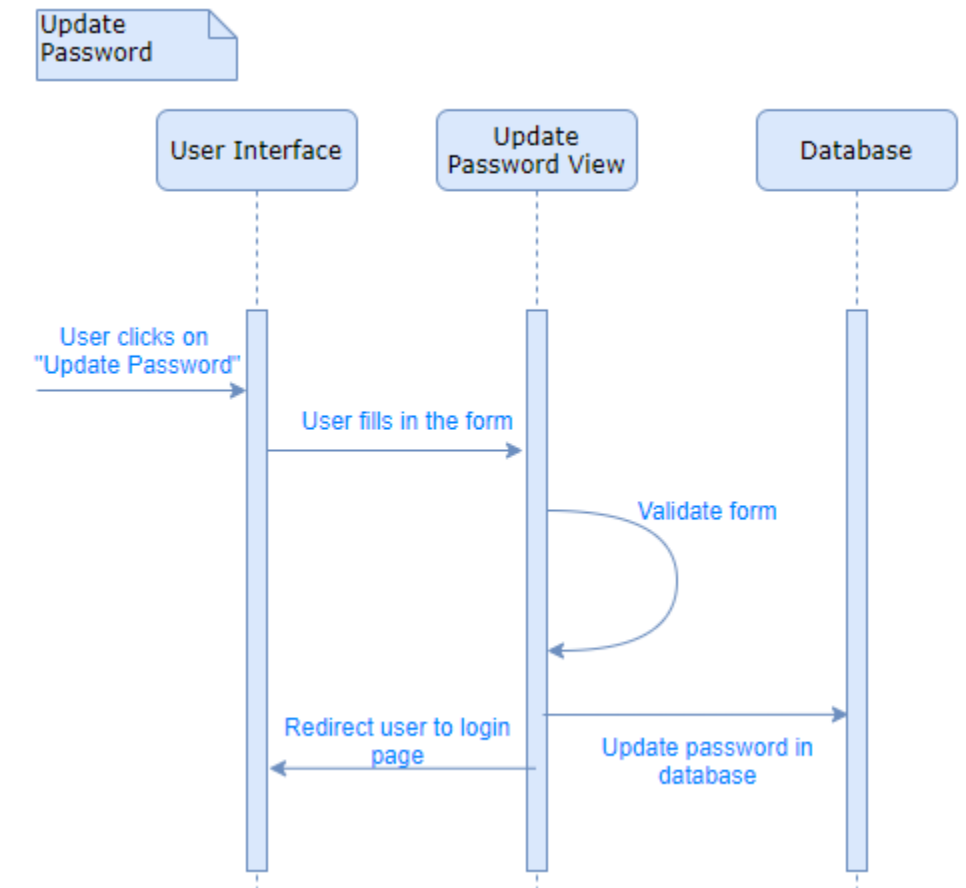 Update
Password
User Interface
Update
Password View
Database
User clicks on
"Update Password"
User fills in the form
Validate form
Redirect user to login
page
Update password in
database